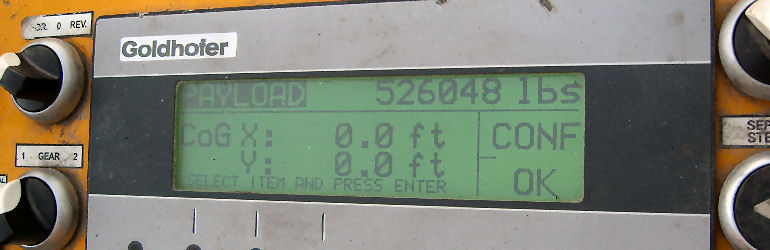 0 REV.
Goldhofer
PAYLOAD 526048 lbs
CoG X: 0.0 ft CONF
Y: 0.0 ft OK
SELECT ITEM AND PRESS ENTER
1 GEAR 2